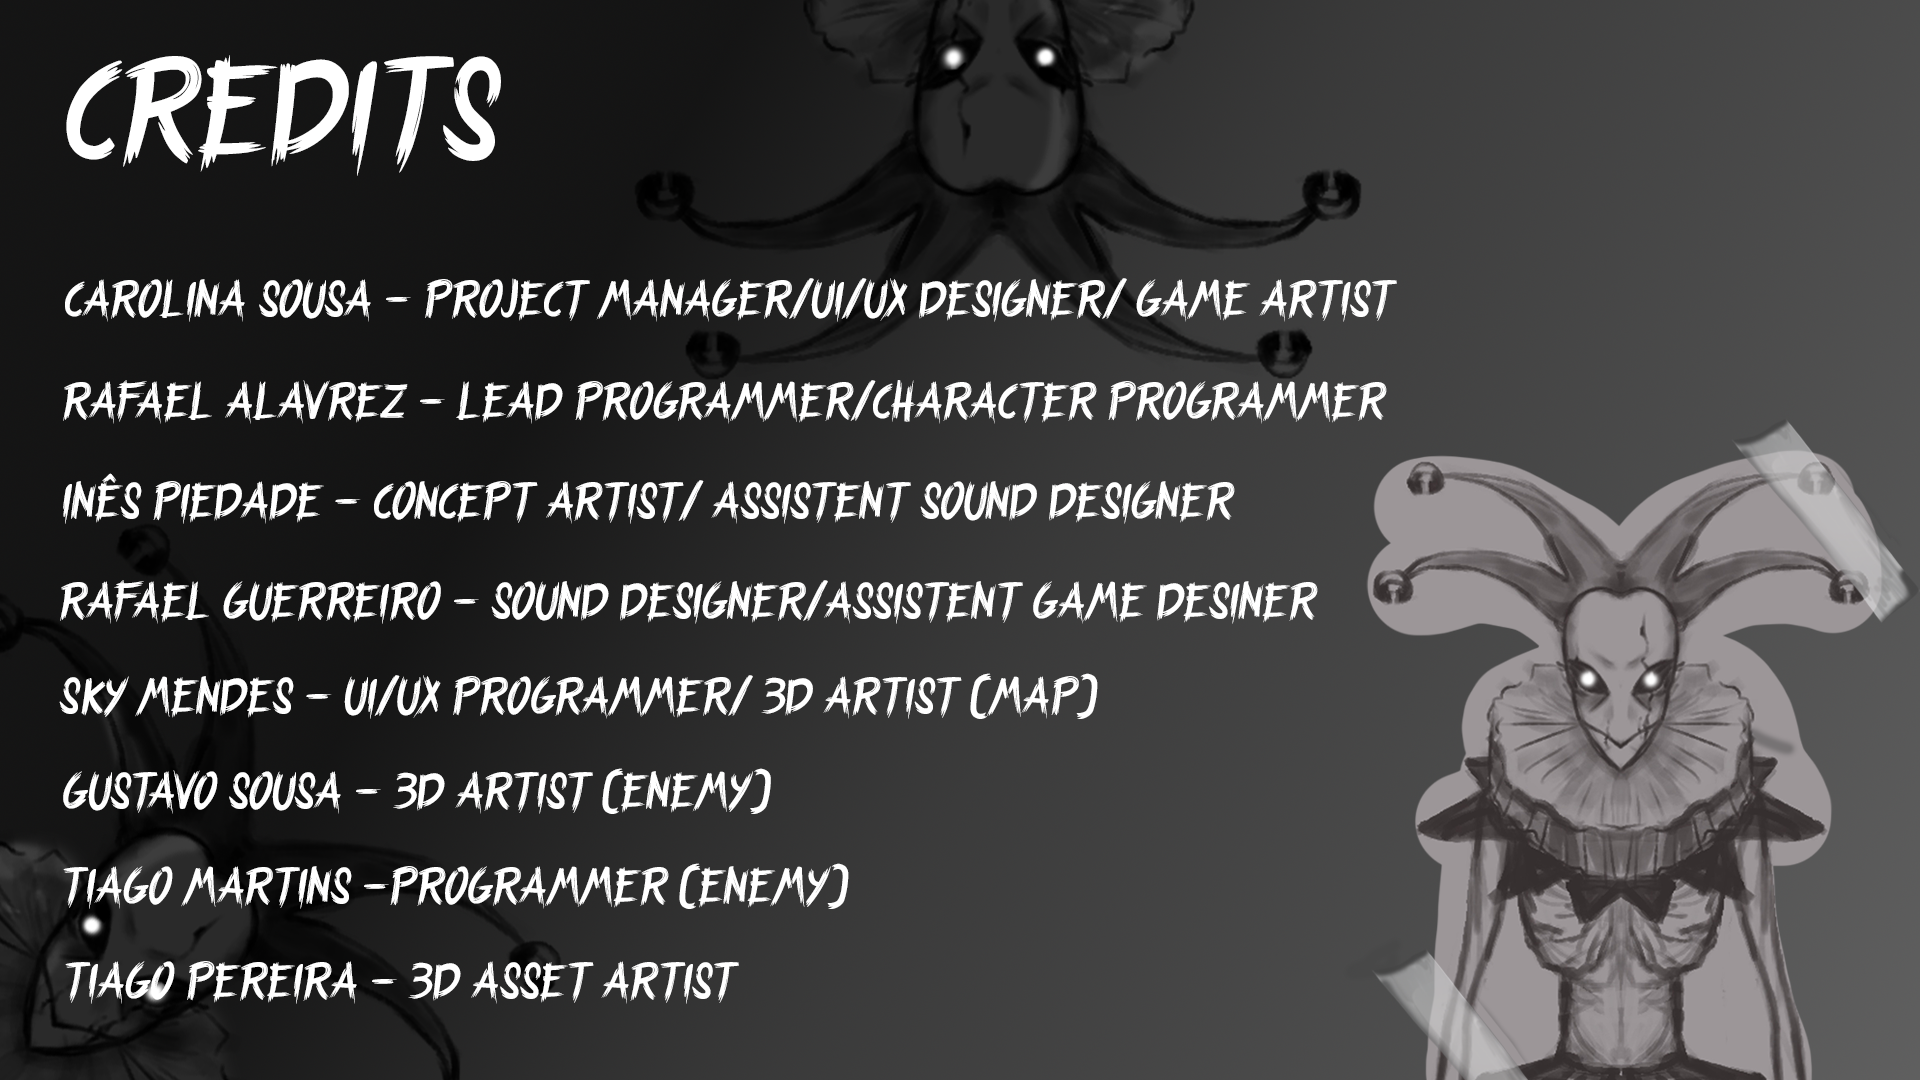 CREDITS
CAROLINA SOUSA - PROJECT MANAGER/UI/UX DESIGNER/ GAME ARTIST
RAFAEL ALAVREZ - LEAD PROGRAMMER/CHARACTER PROGRAMMER
INÊS PIEDADE - CONCEPT ARTIST/ ASSISTENT SOUND DESIGNER
RAFAEL GUERREIRO - SOUND DESIGNER/ASSISTENT GAME DESINER
SKY MENDES - UI/UX PROGRAMMER/ 3D ARTIST (MAP)
GUSTAVO SOUSA - 3D ARTIST (ENEMY)
TIAGO MARTINS -PROGRAMMER (ENEMY)
TIAGO PEREIRA - 3D ASSET ARTIST